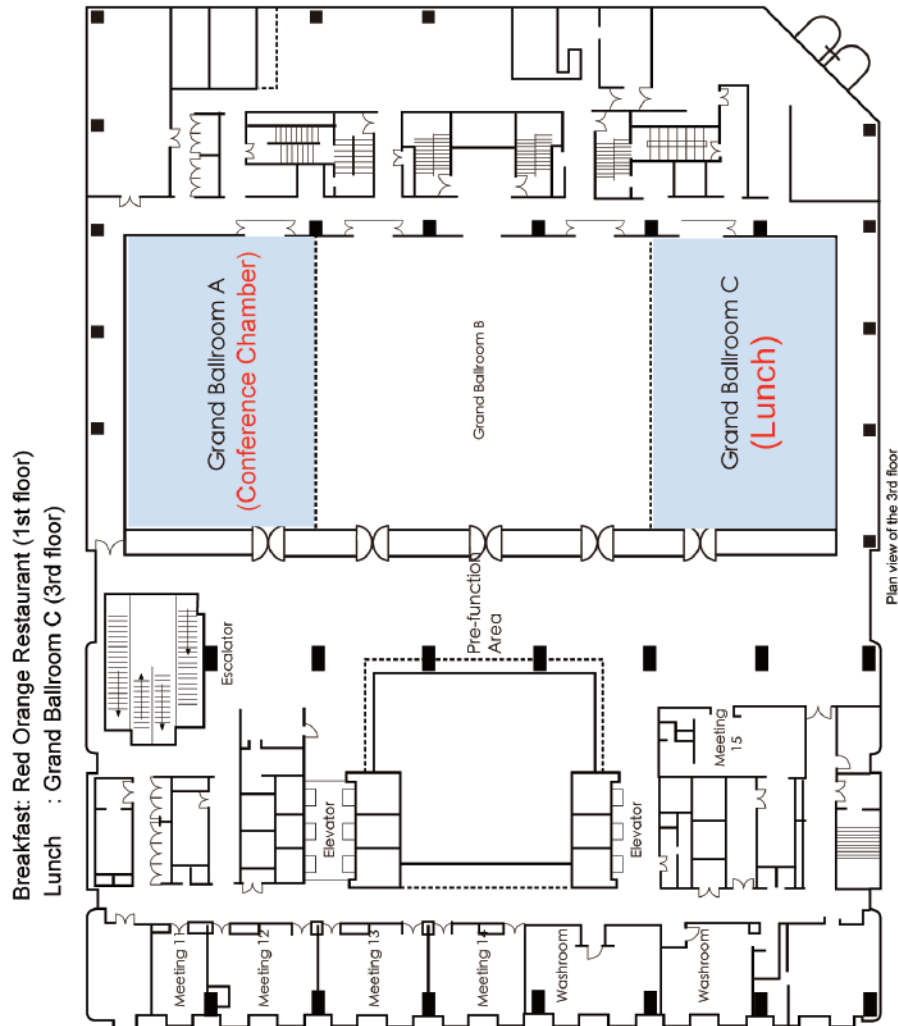 Breakfast: Red Orange Restaurant (1st floor)
Lunch : Grand Ballroom C (3rd floor)
Grand Ballroom A
(Conference Chamber)
Grand Ballroom B
Grand Ballroom C
(Lunch)
Escalator
Pre-function
Area
Elevator
Elevator
Meeting
15
Meeting 11
Meeting 12
Meeting 13
Meeting 14
Washroom
Washroom
Plan view of the 3rd floor